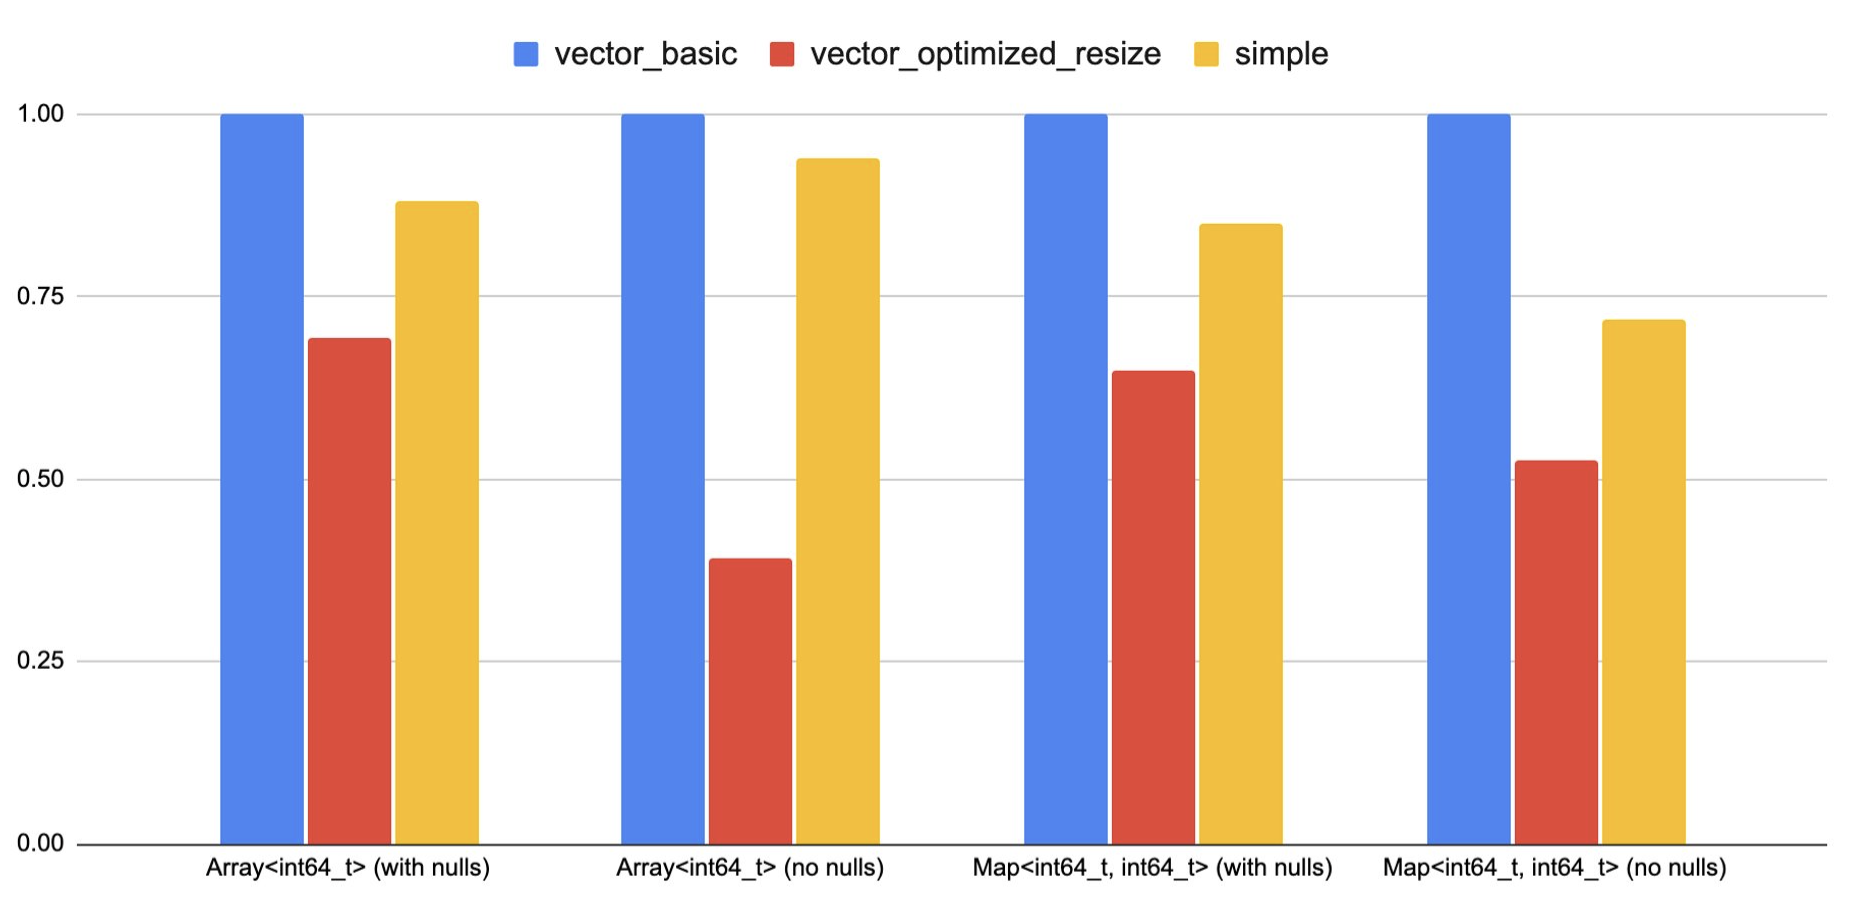 vector_basic vector_optimized_resize simple
1.00
0.75
0.50
0.25
0.00
Array<int64_t> (with nulls) Array<int64_t> (no nulls) Map<int64_t, int64_t> (with nulls) Map<int64_t, int64_t> (no nulls)